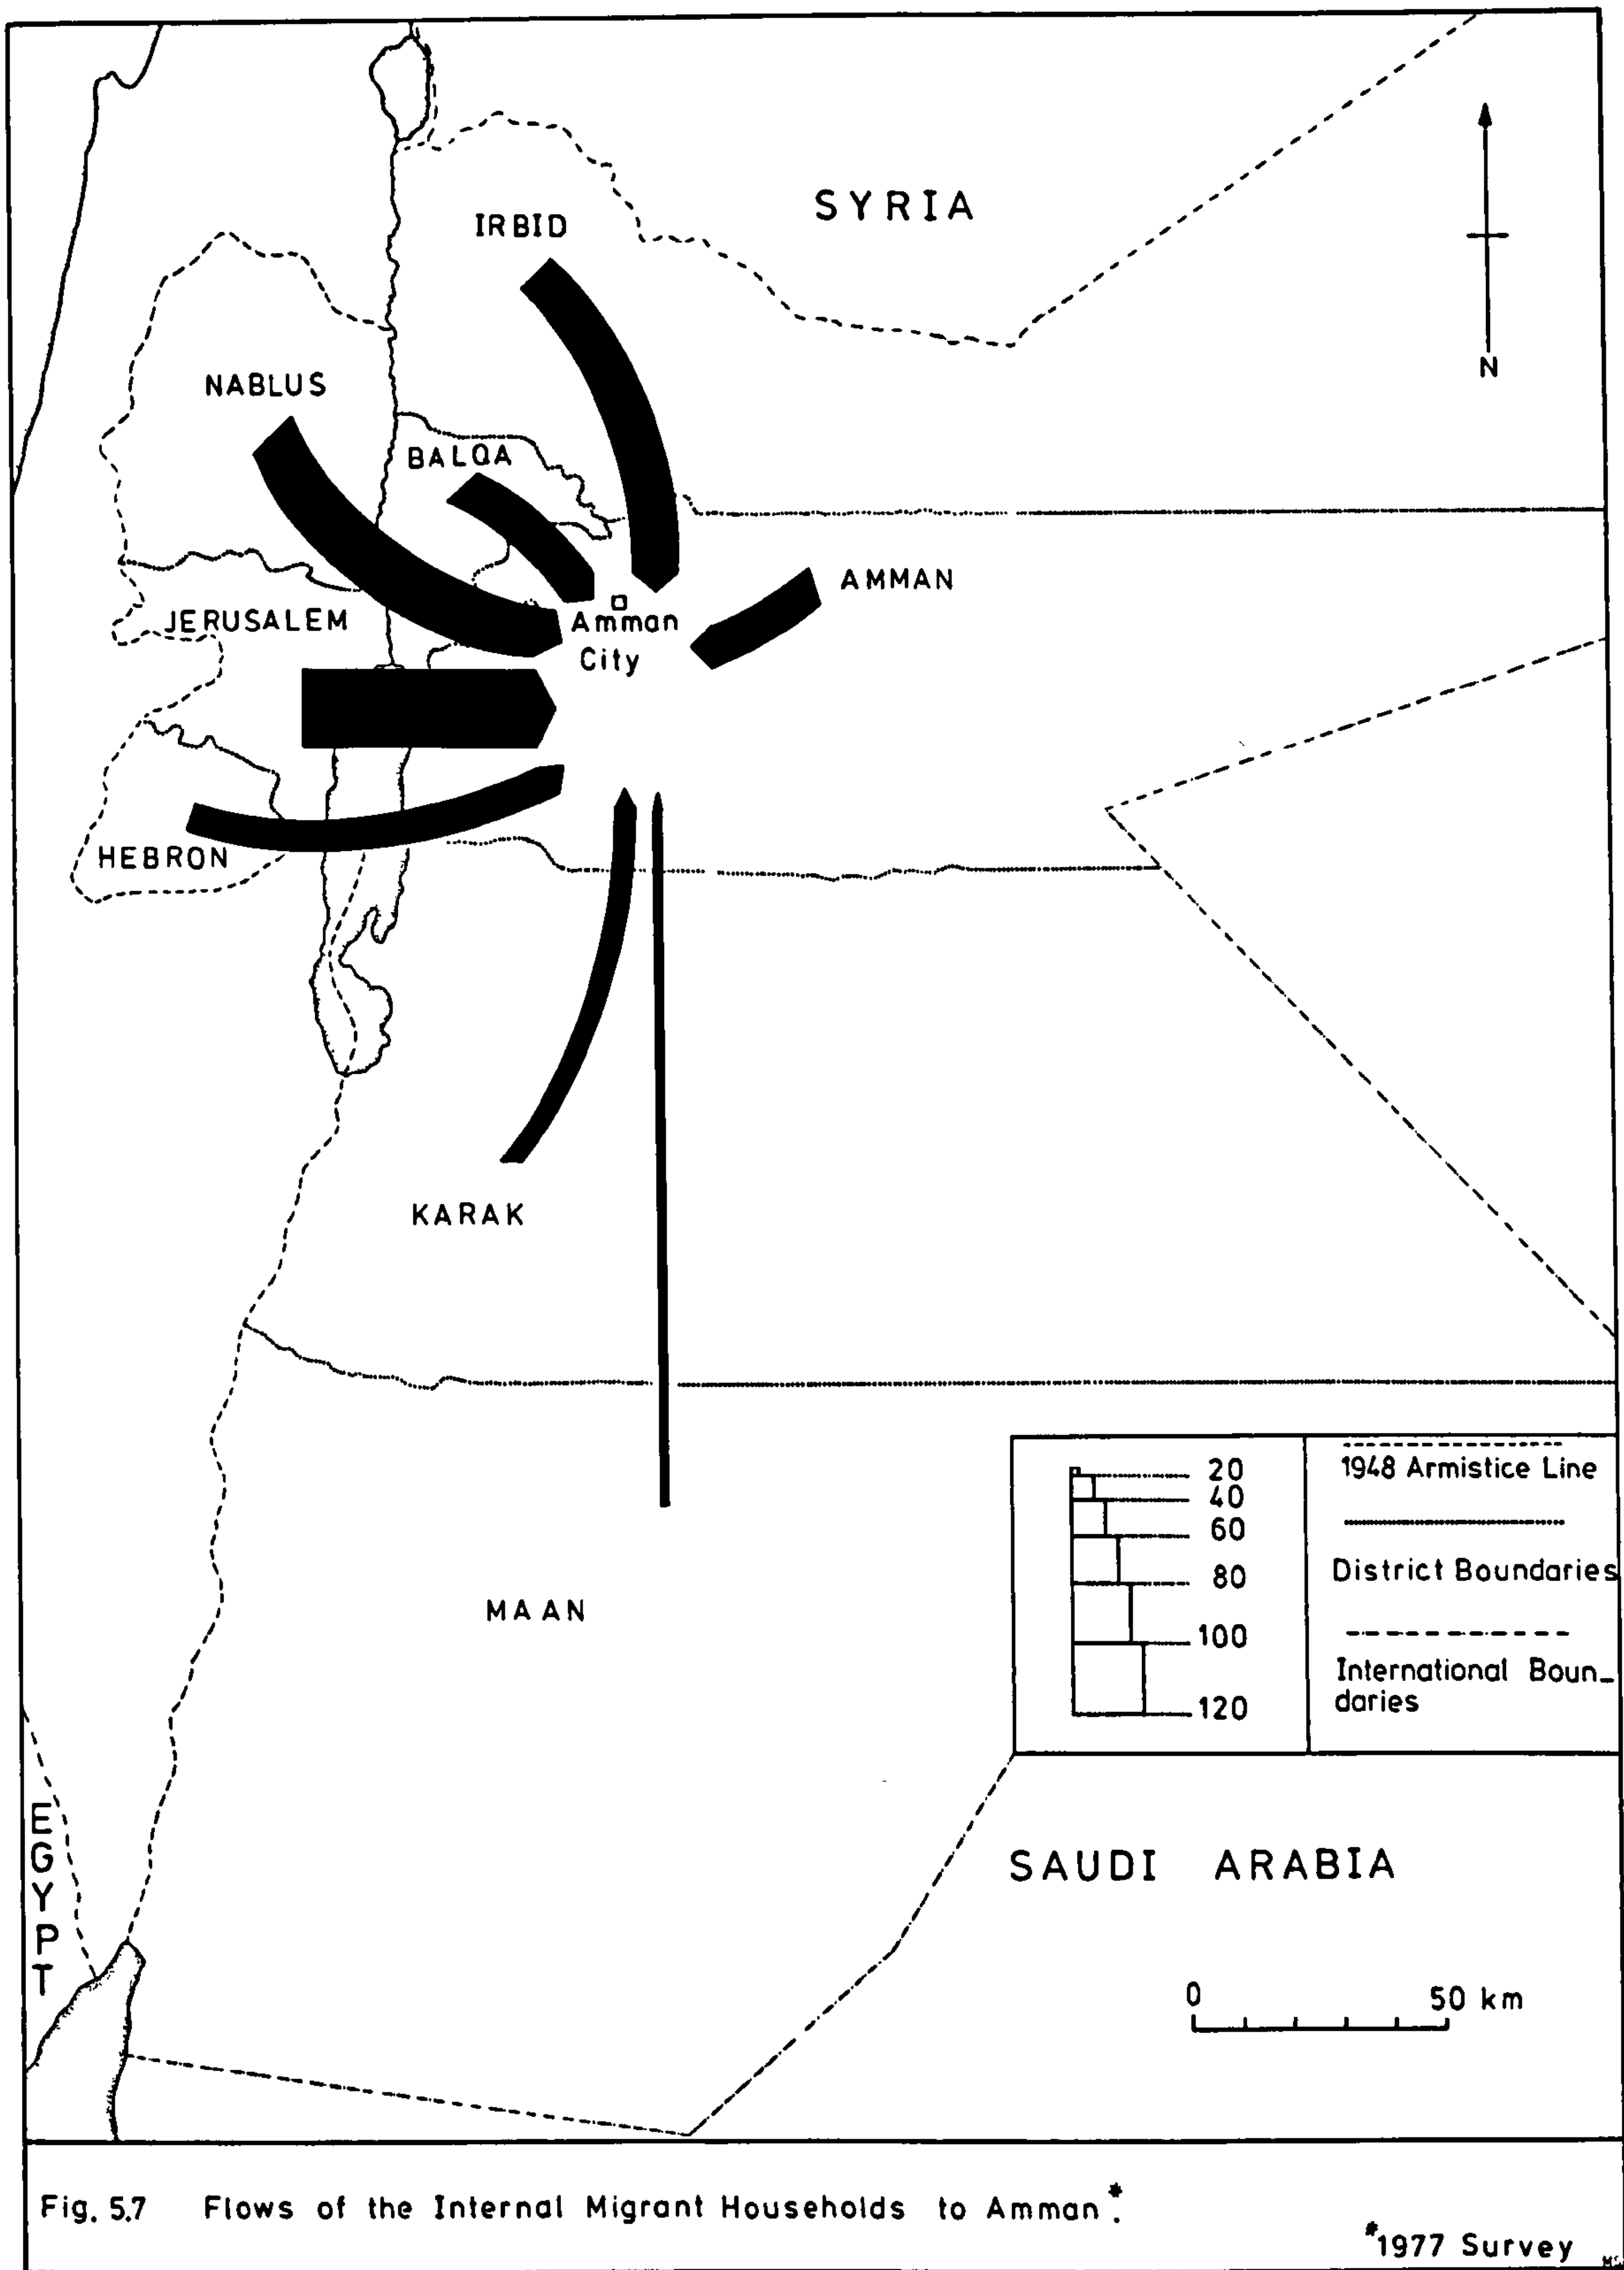 SYRIA
IRBID
N
NABLUS
BALQA
AMMAN
JERUSALEM
Amman
City
HEBRON
KARAK
MAAN
20
40
60
80
100
120
1948 Armistice Line
District Boundaries
International Boun-
daries
EGYPT
SAUDI ARABIA
0 50 km
Fig. 5.7 Flows of the Internal Migrant Households to Amman*.
*1977 Survey